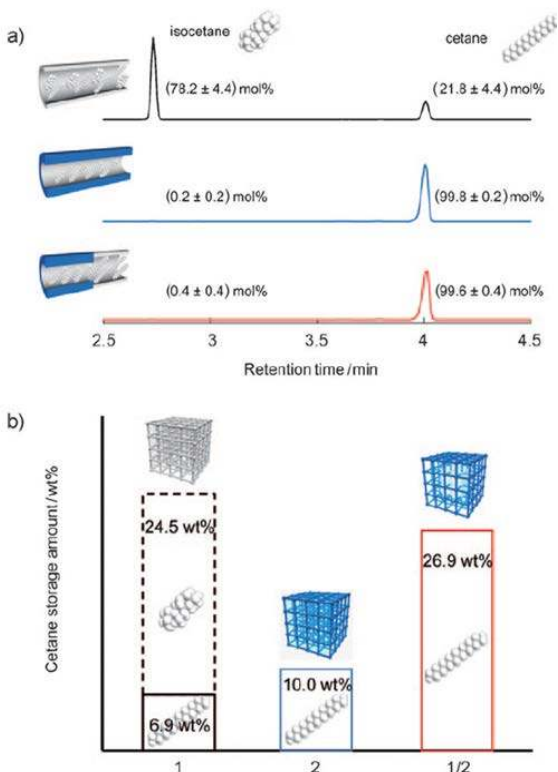 a)
isocetane
cetane
(78.2 ± 4.4) mol%
(21.8 ± 4.4) mol%
(0.2 ± 0.2) mol%
(99.8 ± 0.2) mol%
(0.4 ± 0.4) mol%
(99.6 ± 0.4) mol%
2.5 3 3.5 4 4.5
Retention time /min
b)
Cetane storage amount /wt%
24.5 wt%
6.9 wt%
10.0 wt%
26.9 wt%
1 2 1/2